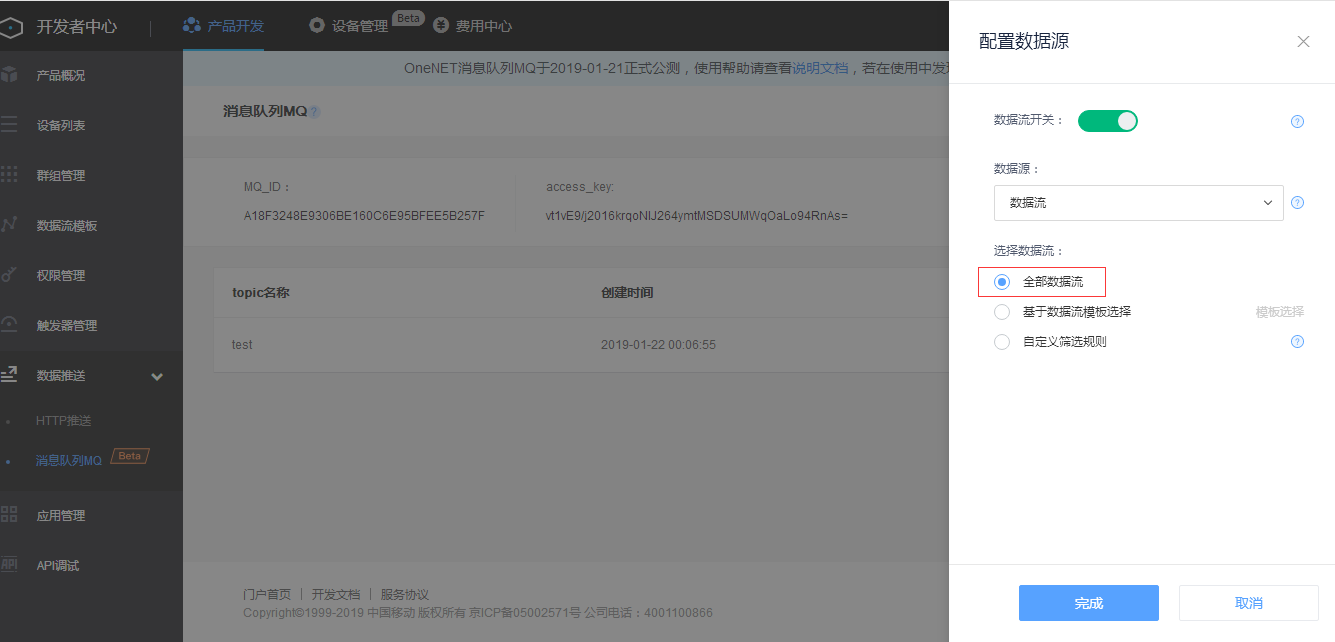 开发者中心
产品开发
设备管理 Beta
费用中心
产品概况
设备列表
群组管理
数据流模板
权限管理
触发器管理
数据推送
HTTP推送
消息队列MQ Beta
应用管理
API调试
OneNET消息队列MQ于2019-01-21正式公测，使用帮助请查看说明文档，若在使用中发现
消息队列MQ ?
MQ_ID： access_key:
A18F3248E9306BE160C6E95BFEE5B257F vt1vE9/j2016krqoNIJ264ymtMSDSUMWqOaLo94RnAs=
topic名称 创建时间
test 2019-01-22 00:06:55
门户首页 | 开发文档 | 服务协议
Copyright©1999-2019 中国移动 版权所有 京ICP备05002571号 公司电话：4001100866
配置数据源
数据流开关：
数据源：
数据流
选择数据流：
全部数据流
基于数据流模板选择 模板选择
自定义筛选规则
完成 取消